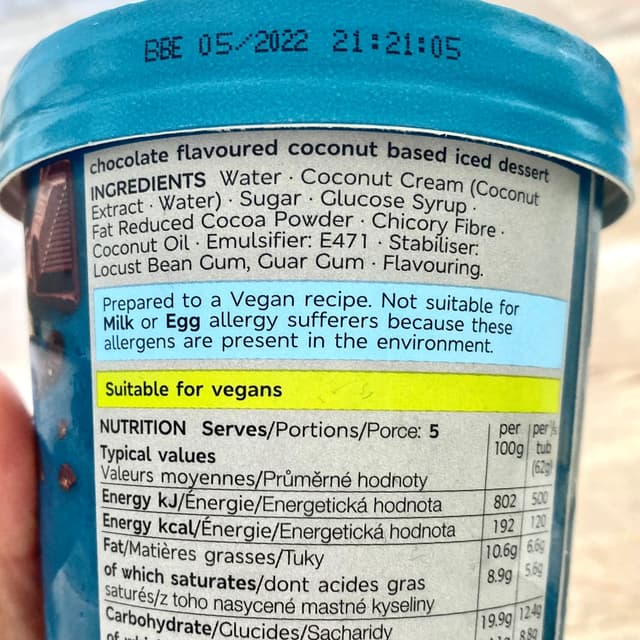 BBE 05/2022 21:21:05
chocolate flavoured coconut based iced dessert
INGREDIENTS Water · Coconut Cream (Coconut
Extract · Water) · Sugar · Glucose Syrup ·
Fat Reduced Cocoa Powder · Chicory Fibre ·
Coconut Oil · Emulsifier: E471 · Stabiliser:
Locust Bean Gum, Guar Gum · Flavouring.
Prepared to a Vegan recipe. Not suitable for
Milk or Egg allergy sufferers because these
allergens are present in the environment.
Suitable for vegans
NUTRITION Serves/Portions/Porce: 5 per 100g per tub (62g)
Typical values
Valeurs moyennes/Průměrné hodnoty
Energy kJ/Énergie/Energetická hodnota 802 500
Energy kcal/Énergie/Energetická hodnota 192 120
Fat/Matières grasses/Tuky 10.6g 6.6g
of which saturates/dont acides gras 8.9g 5.6g
saturés/z toho nasycené mastné kyseliny
Carbohydrate/Glucides/Sacharidy 19.9g 12.4g